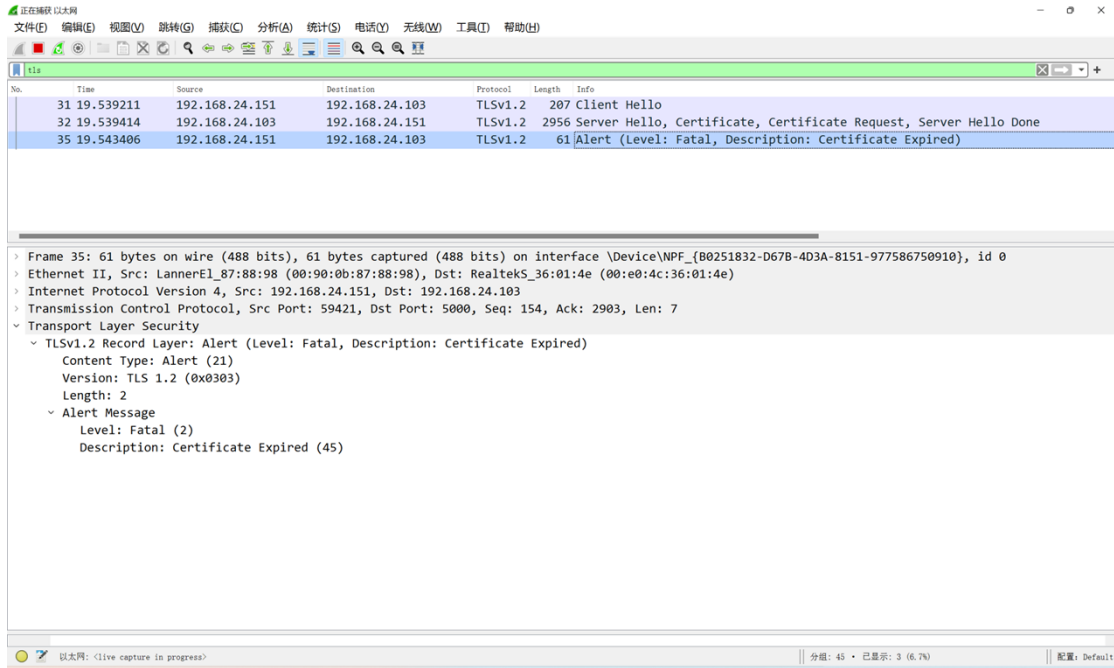 正在捕获 以太网
文件(F) 编辑(E) 视图(V) 跳转(G) 捕获(C) 分析(A) 统计(S) 电话(Y) 无线(W) 工具(T) 帮助(H)
tls
No. Time Source Destination Protocol Length Info
31 19.539211 192.168.24.151 192.168.24.103 TLSv1.2 207 Client Hello
32 19.539414 192.168.24.103 192.168.24.151 TLSv1.2 2956 Server Hello, Certificate, Certificate Request, Server Hello Done
35 19.543406 192.168.24.151 192.168.24.103 TLSv1.2 61 Alert (Level: Fatal, Description: Certificate Expired)
Frame 35: 61 bytes on wire (488 bits), 61 bytes captured (488 bits) on interface \Device\NPF_{B0251832-D67B-4D3A-8151-977586750910}, id 0
Ethernet II, Src: LannerEl_87:88:98 (00:90:0b:87:88:98), Dst: RealtekS_36:01:4e (00:e0:4c:36:01:4e)
Internet Protocol Version 4, Src: 192.168.24.151, Dst: 192.168.24.103
Transmission Control Protocol, Src Port: 59421, Dst Port: 5000, Seq: 154, Ack: 2903, Len: 7
Transport Layer Security
TLSv1.2 Record Layer: Alert (Level: Fatal, Description: Certificate Expired)
Content Type: Alert (21)
Version: TLS 1.2 (0x0303)
Length: 2
Alert Message
Level: Fatal (2)
Description: Certificate Expired (45)
以太网: <live capture in progress> 分组: 45 • 已显示: 3 (6.7%) 配置: Default